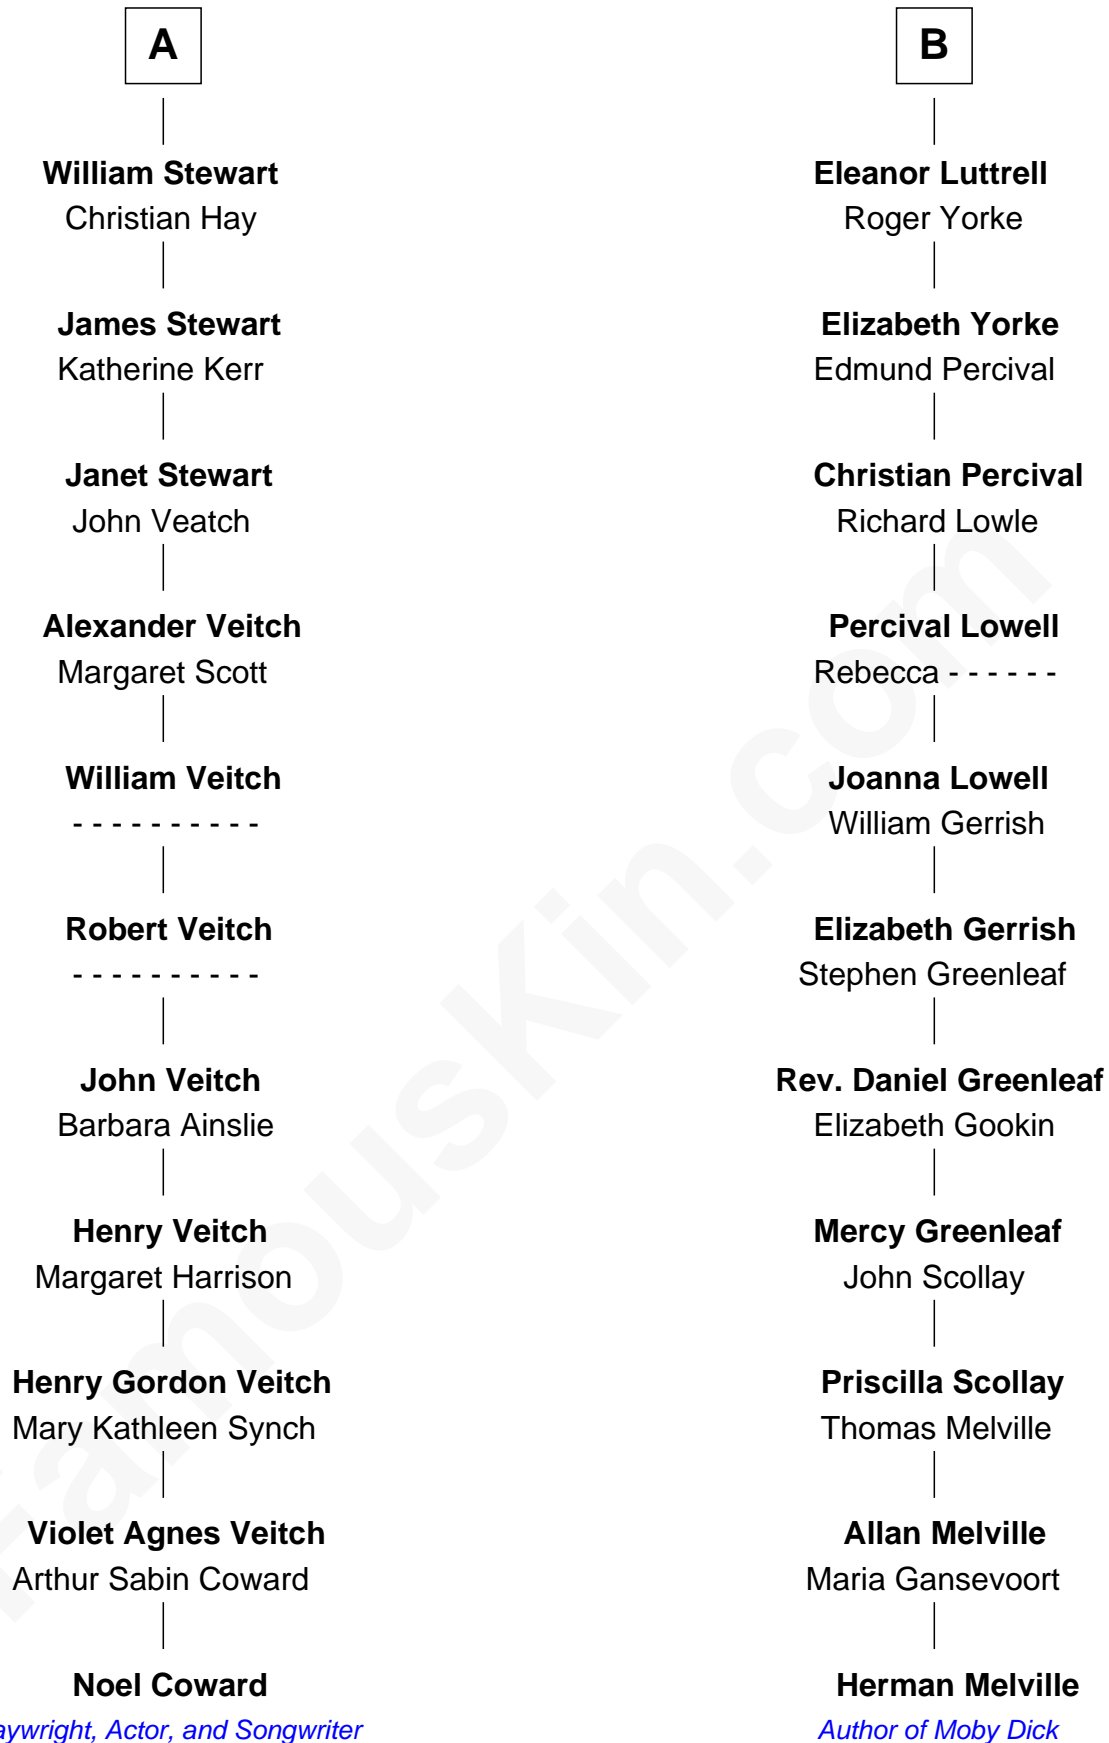 A
William Stewart
Christian Hay
James Stewart
Katherine Kerr
Janet Stewart
John Veatch
Alexander Veitch
Margaret Scott
William Veitch
- - - - - - - - - -
Robert Veitch
- - - - - - - - - -
John Veitch
Barbara Ainslie
Henry Veitch
Margaret Harrison
Henry Gordon Veitch
Mary Kathleen Synch
Violet Agnes Veitch
Arthur Sabin Coward
Noel Coward
aywright, Actor, and Songwriter
B
Eleanor Luttrell
Roger Yorke
Elizabeth Yorke
Edmund Percival
Christian Percival
Richard Lowle
Percival Lowell
Rebecca - - - - - -
Joanna Lowell
William Gerrish
Elizabeth Gerrish
Stephen Greenleaf
Rev. Daniel Greenleaf
Elizabeth Gookin
Mercy Greenleaf
John Scollay
Priscilla Scollay
Thomas Melville
Allan Melville
Maria Gansevoort
Herman Melville
Author of Moby Dick
FamousKin.com